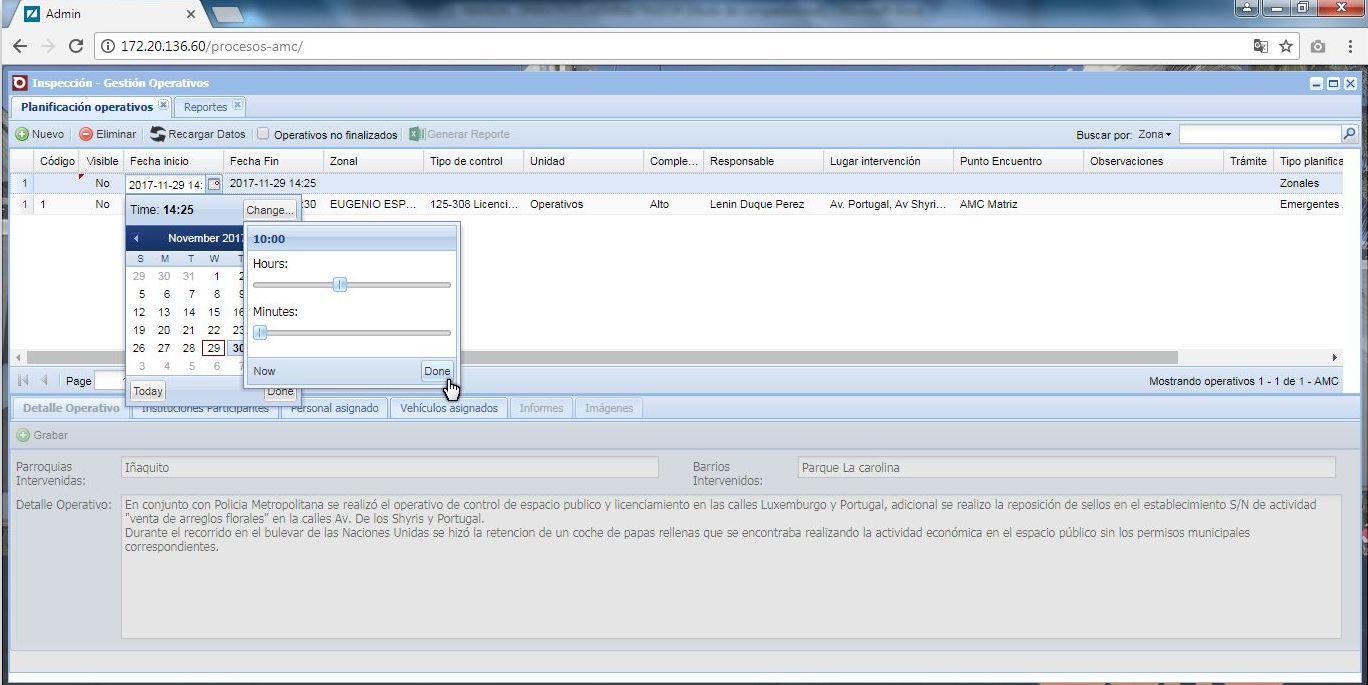 Admin
172.20.136.60/procesos-amc/
Inspección - Gestión Operativos
Planificación operativos Reportes
Nuevo Eliminar Recargar Datos Operativos no finalizados Generar Reporte Buscar por: Zona
Código Visible Fecha inicio Fecha Fin Zonal Tipo de control Unidad Comple... Responsable Lugar intervención Punto Encuentro Observaciones Trámite Tipo planifica
1 No 2017-11-29 14: 2017-11-29 14:25 Zonales
1 1 No :30 EUGENIO ESP... 125-308 Licenci... Operativos Alto Lenin Duque Perez Av. Portugal, Av Shyri... AMC Matriz Emergentes
Time: 14:25 Change...
November 2017
S M T W T
29 30 31 1 2
5 6 7 8 9
12 13 14 15 16
19 20 21 22 23
26 27 28 29 30
3 4 5 6 7
Today Done
10:00
Hours:
Minutes:
Now Done
Page 1 Mostrando operativos 1 - 1 de 1 - AMC
Detalle Operativo Instituciones Participantes Personal asignado Vehículos asignados Informes Imágenes
Grabar
Parroquias Intervenidas: Iñaquito Barrios Intervenidos: Parque La carolina
Detalle Operativo: En conjunto con Policia Metropolitana se realizó el operativo de control de espacio publico y licenciamiento en las calles Luxemburgo y Portugal, adicional se realizo la reposición de sellos en el establecimiento S/N de actividad
"venta de arreglos florales" en la calles Av. De los Shyris y Portugal.
Durante el recorrido en el bulevar de las Naciones Unidas se hizó la retencion de un coche de papas rellenas que se encontraba realizando la actividad económica en el espacio público sin los permisos municipales
correspondientes.